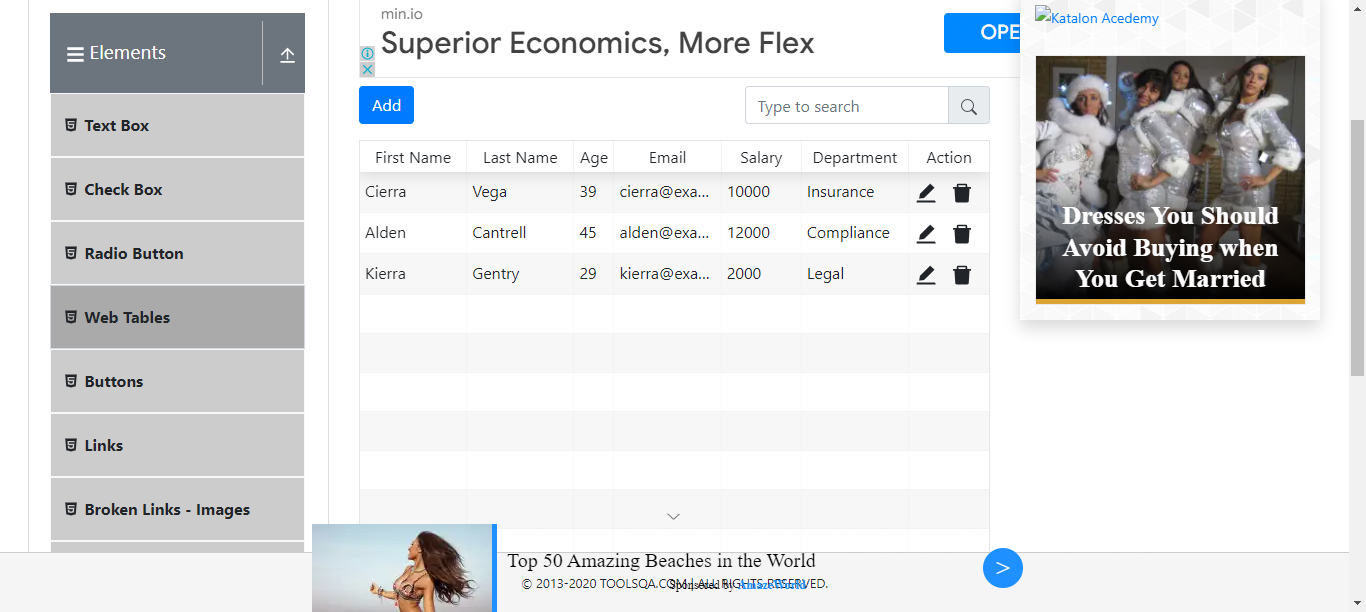 min.io
Superior Economics, More Flex
OPE
Katalon Acedemy
Elements
Add
Type to search
Text Box
Check Box
Radio Button
Web Tables
Buttons
Links
Broken Links - Images
First Name Last Name Age Email Salary Department Action
Cierra Vega 39 cierra@exa... 10000 Insurance
Alden Cantrell 45 alden@exa... 12000 Compliance
Kierra Gentry 29 kierra@exa... 2000 Legal
Dresses You Should
Avoid Buying when
You Get Married
Top 50 Amazing Beaches in the World
© 2013-2020 TOOLSQA.COM | ALL RIGHTS RESERVED.
Sponsored by